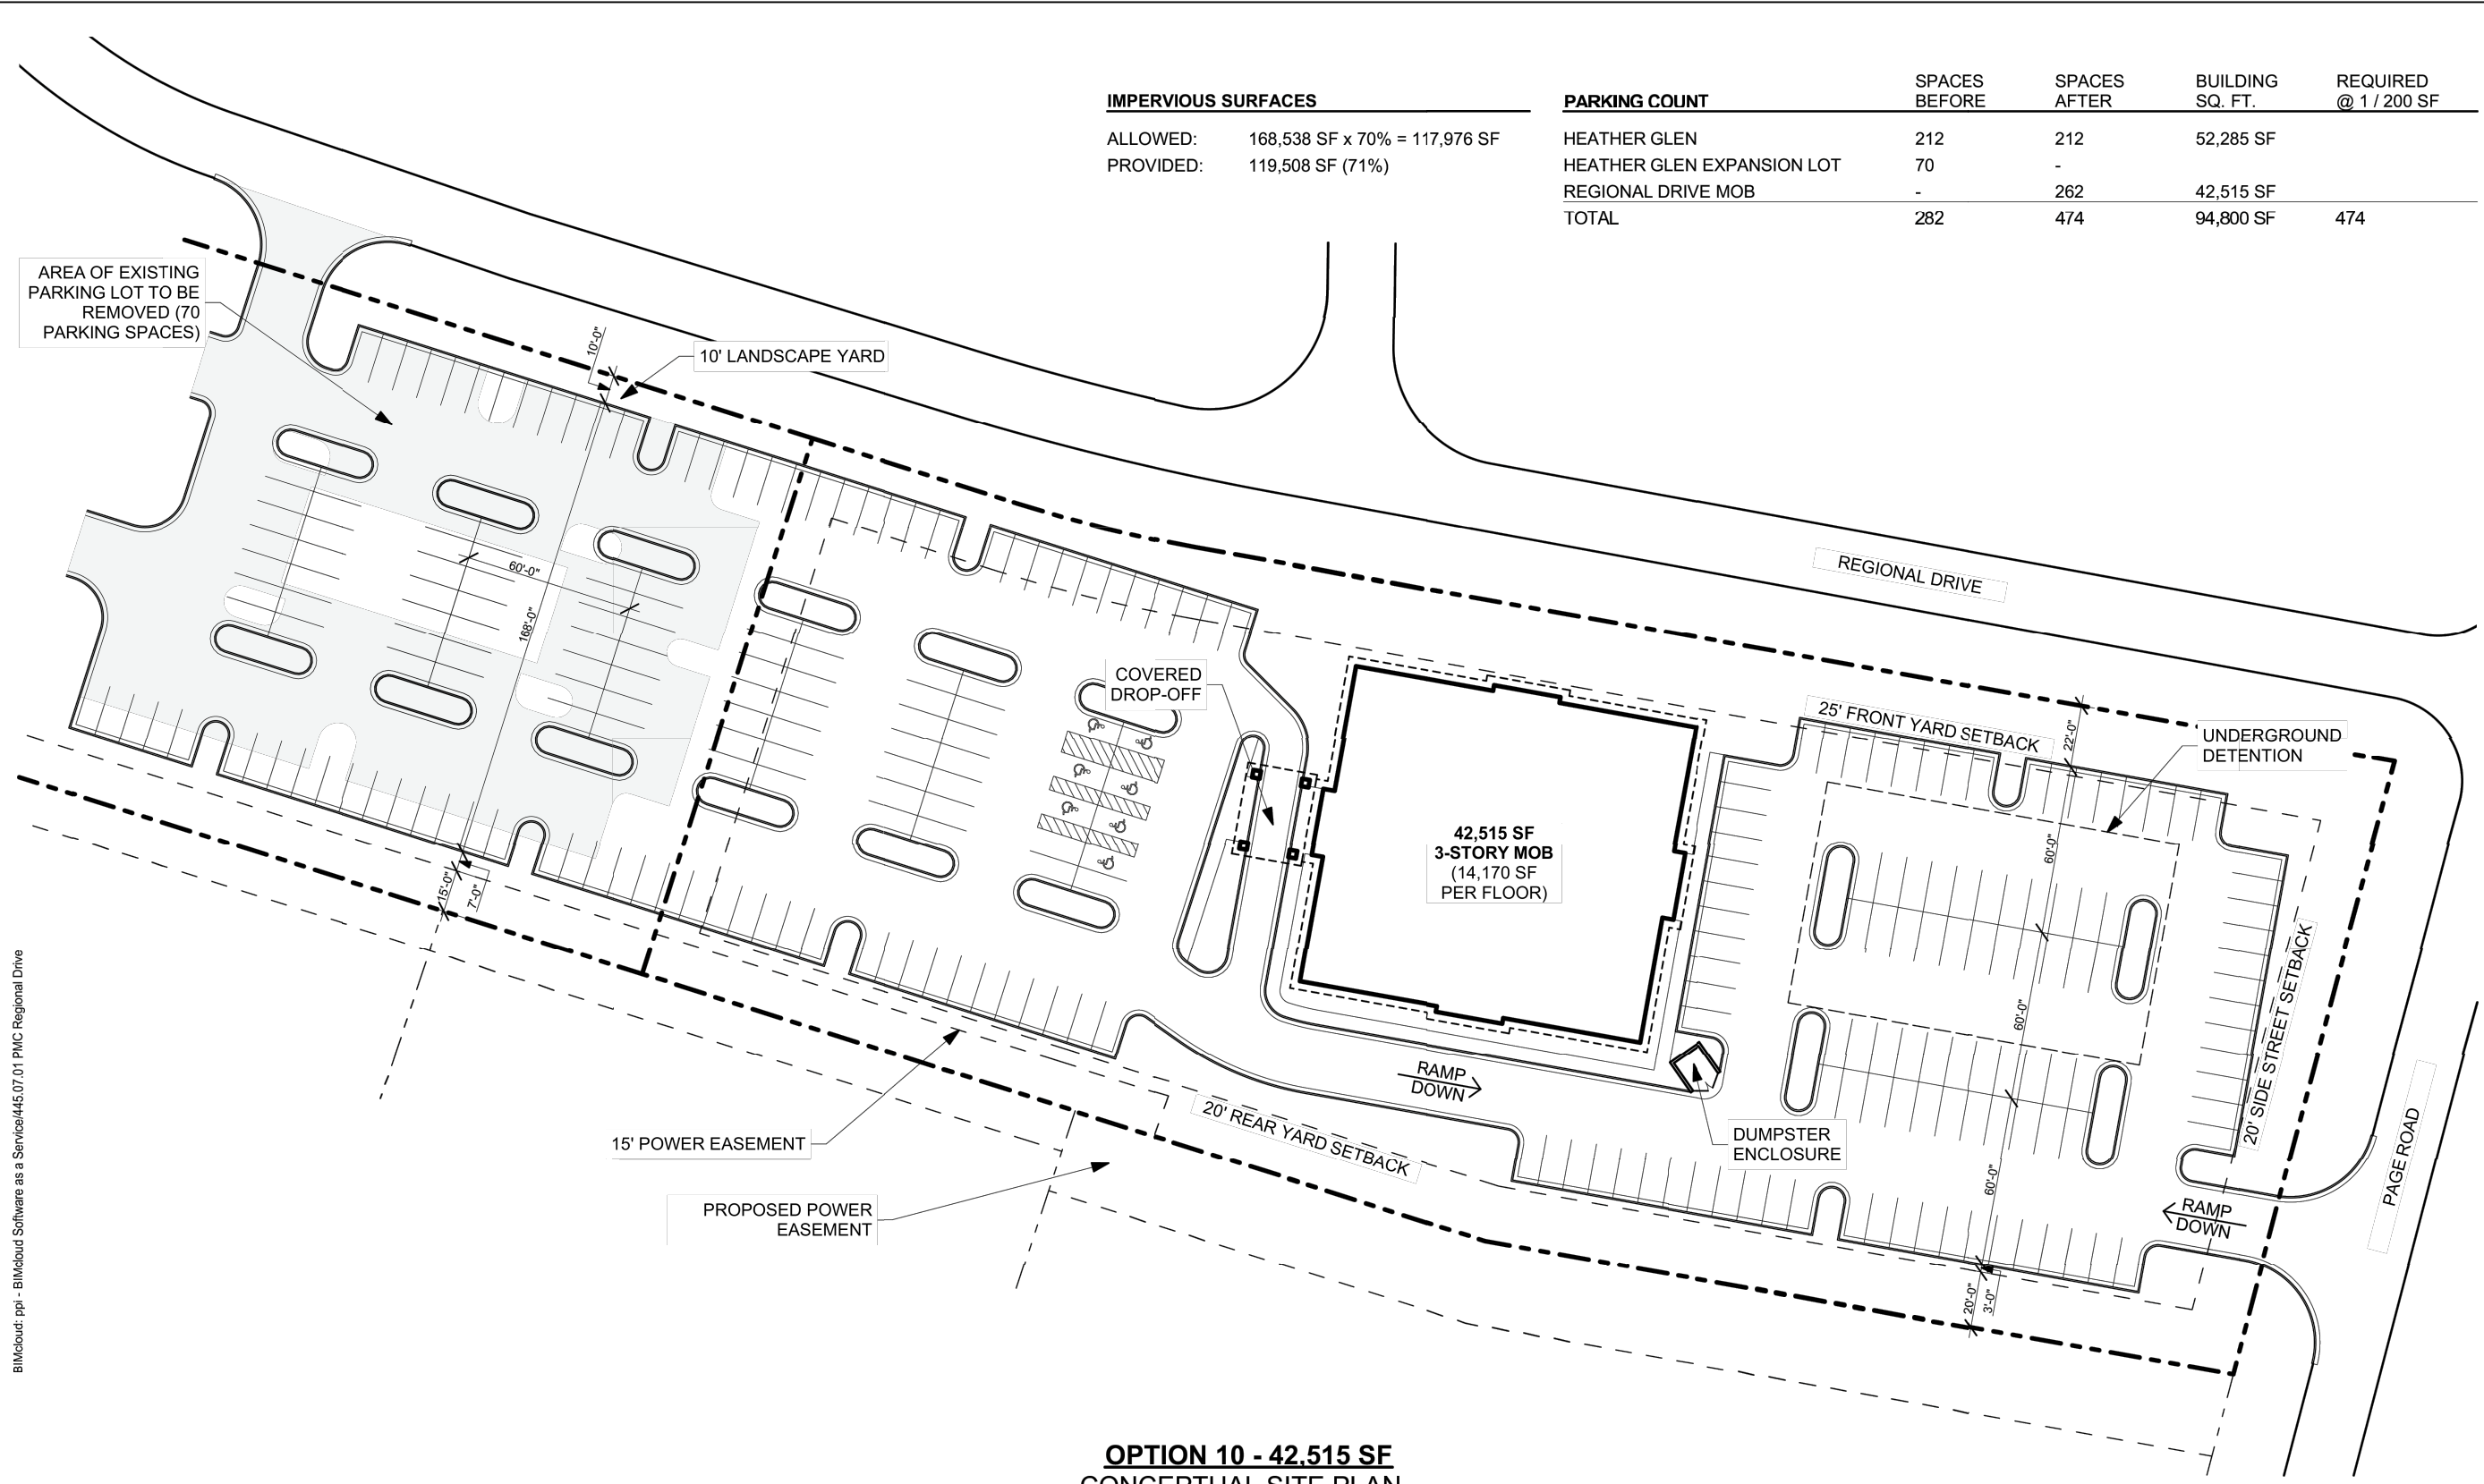 IMPERVIOUS SURFACES
ALLOWED: 168,538 SF x 70% = 117,976 SF
PROVIDED: 119,508 SF (71%)
PARKING COUNT SPACES BEFORE SPACES AFTER BUILDING SQ. FT. REQUIRED @ 1 / 200 SF
HEATHER GLEN 212 212 52,285 SF
HEATHER GLEN EXPANSION LOT 70 -
REGIONAL DRIVE MOB - 262 42,515 SF
TOTAL 282 474 94,800 SF 474
AREA OF EXISTING
PARKING LOT TO BE
REMOVED (70
PARKING SPACES)
10'-0"
10' LANDSCAPE YARD
60'-0"
168'-0"
15'-0"
7'-0"
REGIONAL DRIVE
COVERED
DROP-OFF
25' FRONT YARD SETBACK
22'-0"
UNDERGROUND
DETENTION
42,515 SF
3-STORY MOB
(14,170 SF
PER FLOOR)
60'-0"
60'-0"
60'-0"
20' SIDE STREET SETBACK
PAGE ROAD
RAMP
DOWN
20' REAR YARD SETBACK
15' POWER EASEMENT
PROPOSED POWER
EASEMENT
DUMPSTER
ENCLOSURE
RAMP
DOWN
20'-0"
3'-0"
BIMcloud: ppi - BIMcloud Software as a Service/445.07.01 PMC Regional Drive
OPTION 10 - 42,515 SF
CONCEPTUAL SITE PLAN